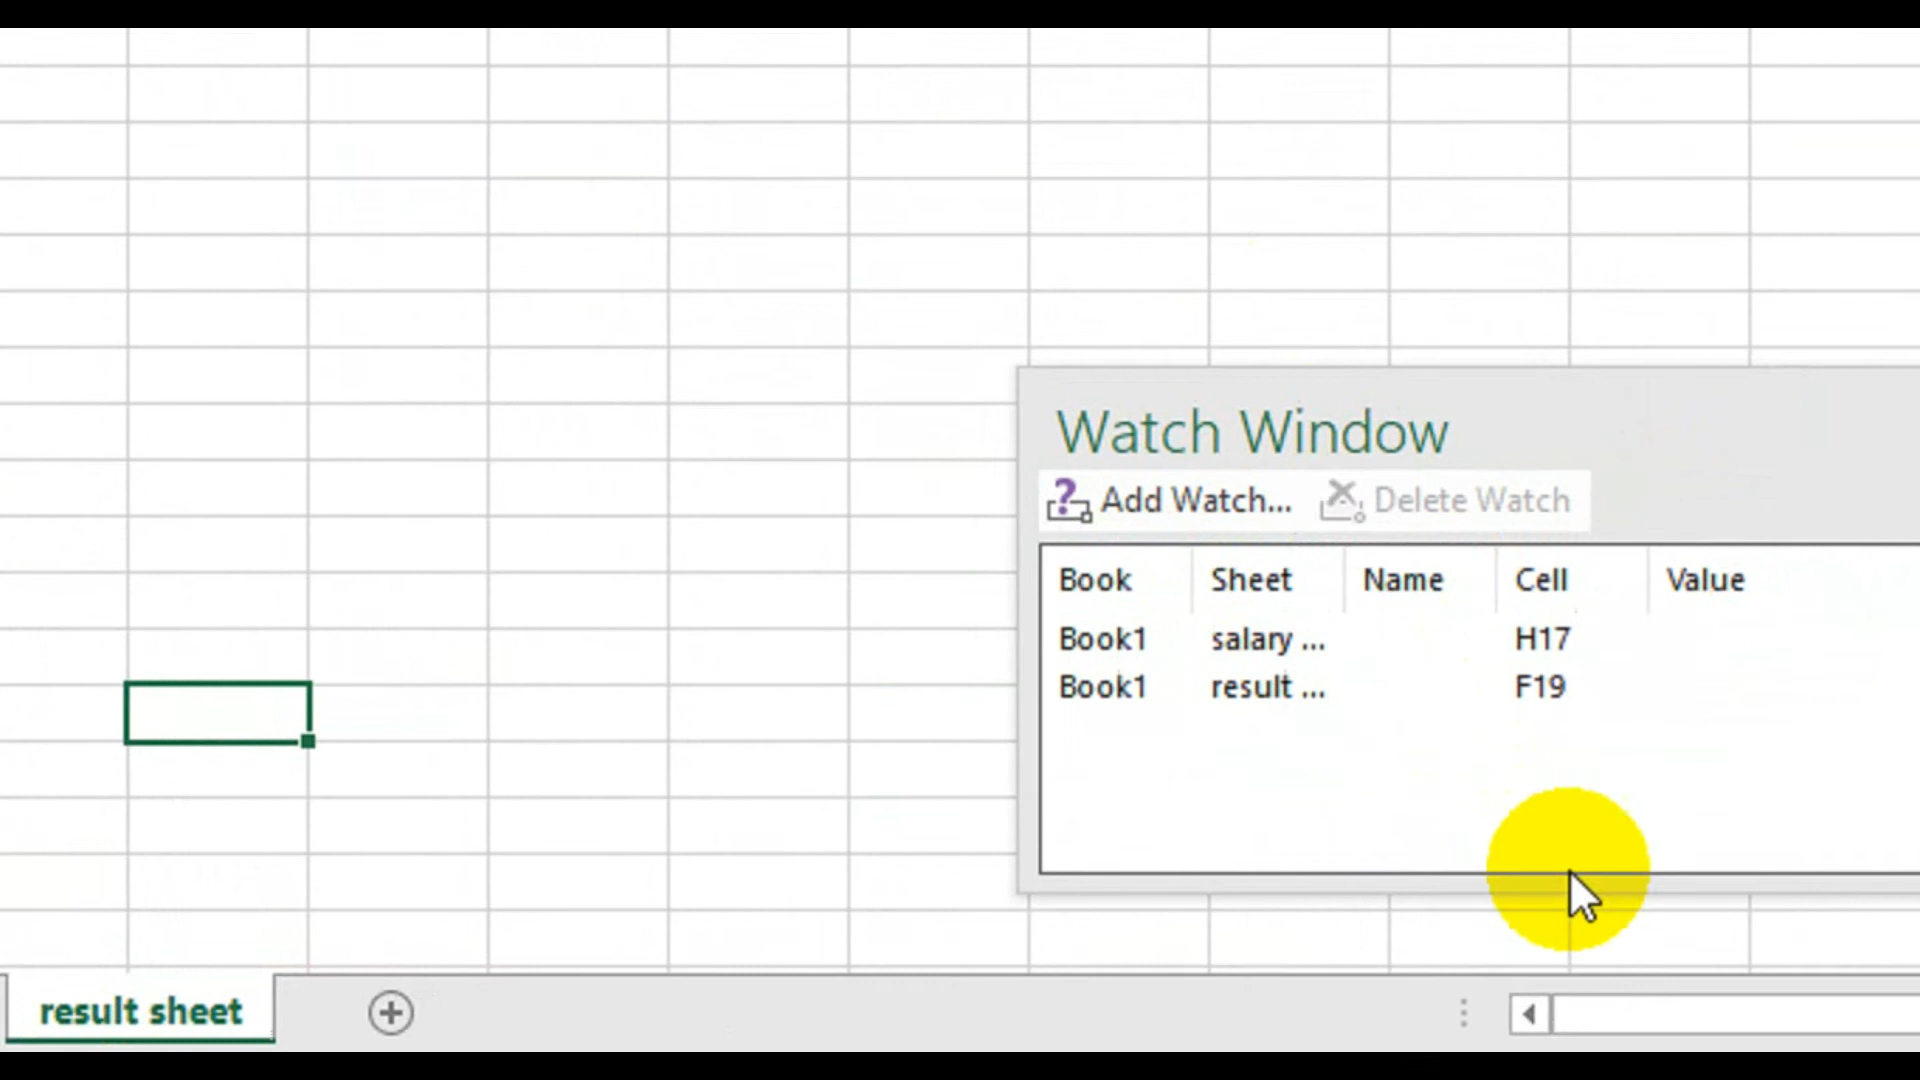 Watch Window
Add Watch... Delete Watch
Book Sheet Name Cell Value
Book1 salary ... H17
Book1 result ... F19
result sheet